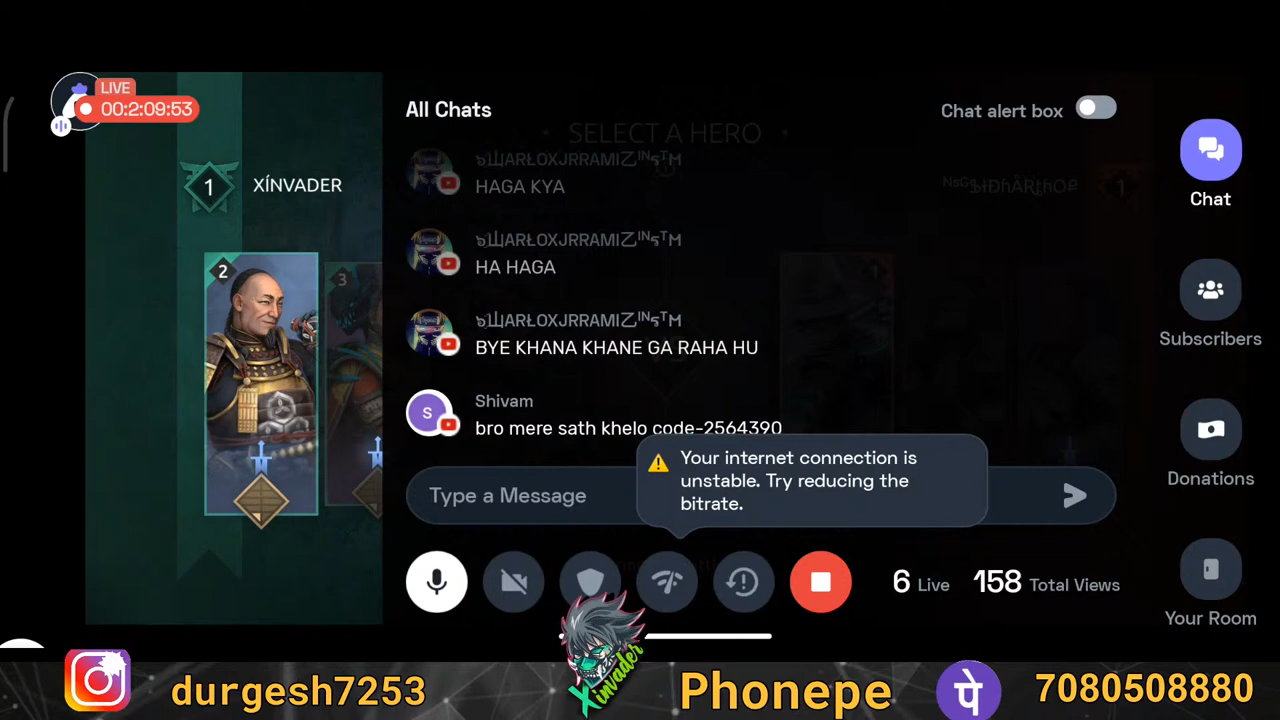 LIVE
00:2:09:53
All Chats
Chat alert box
SELECT A HERO
1
XÍNVADER
HAGA KYA
1
Chat
HA HAGA
2
3
1
Subscribers
BYE KHANA KHANE GA RAHA HU
S
Shivam
bro mere sath khelo code-2564390
Your internet connection is
unstable. Try reducing the
bitrate.
Type a Message
Donations
6 Live
158 Total Views
Your Room
Xinvader
durgesh7253
Phonepe
पे
7080508880